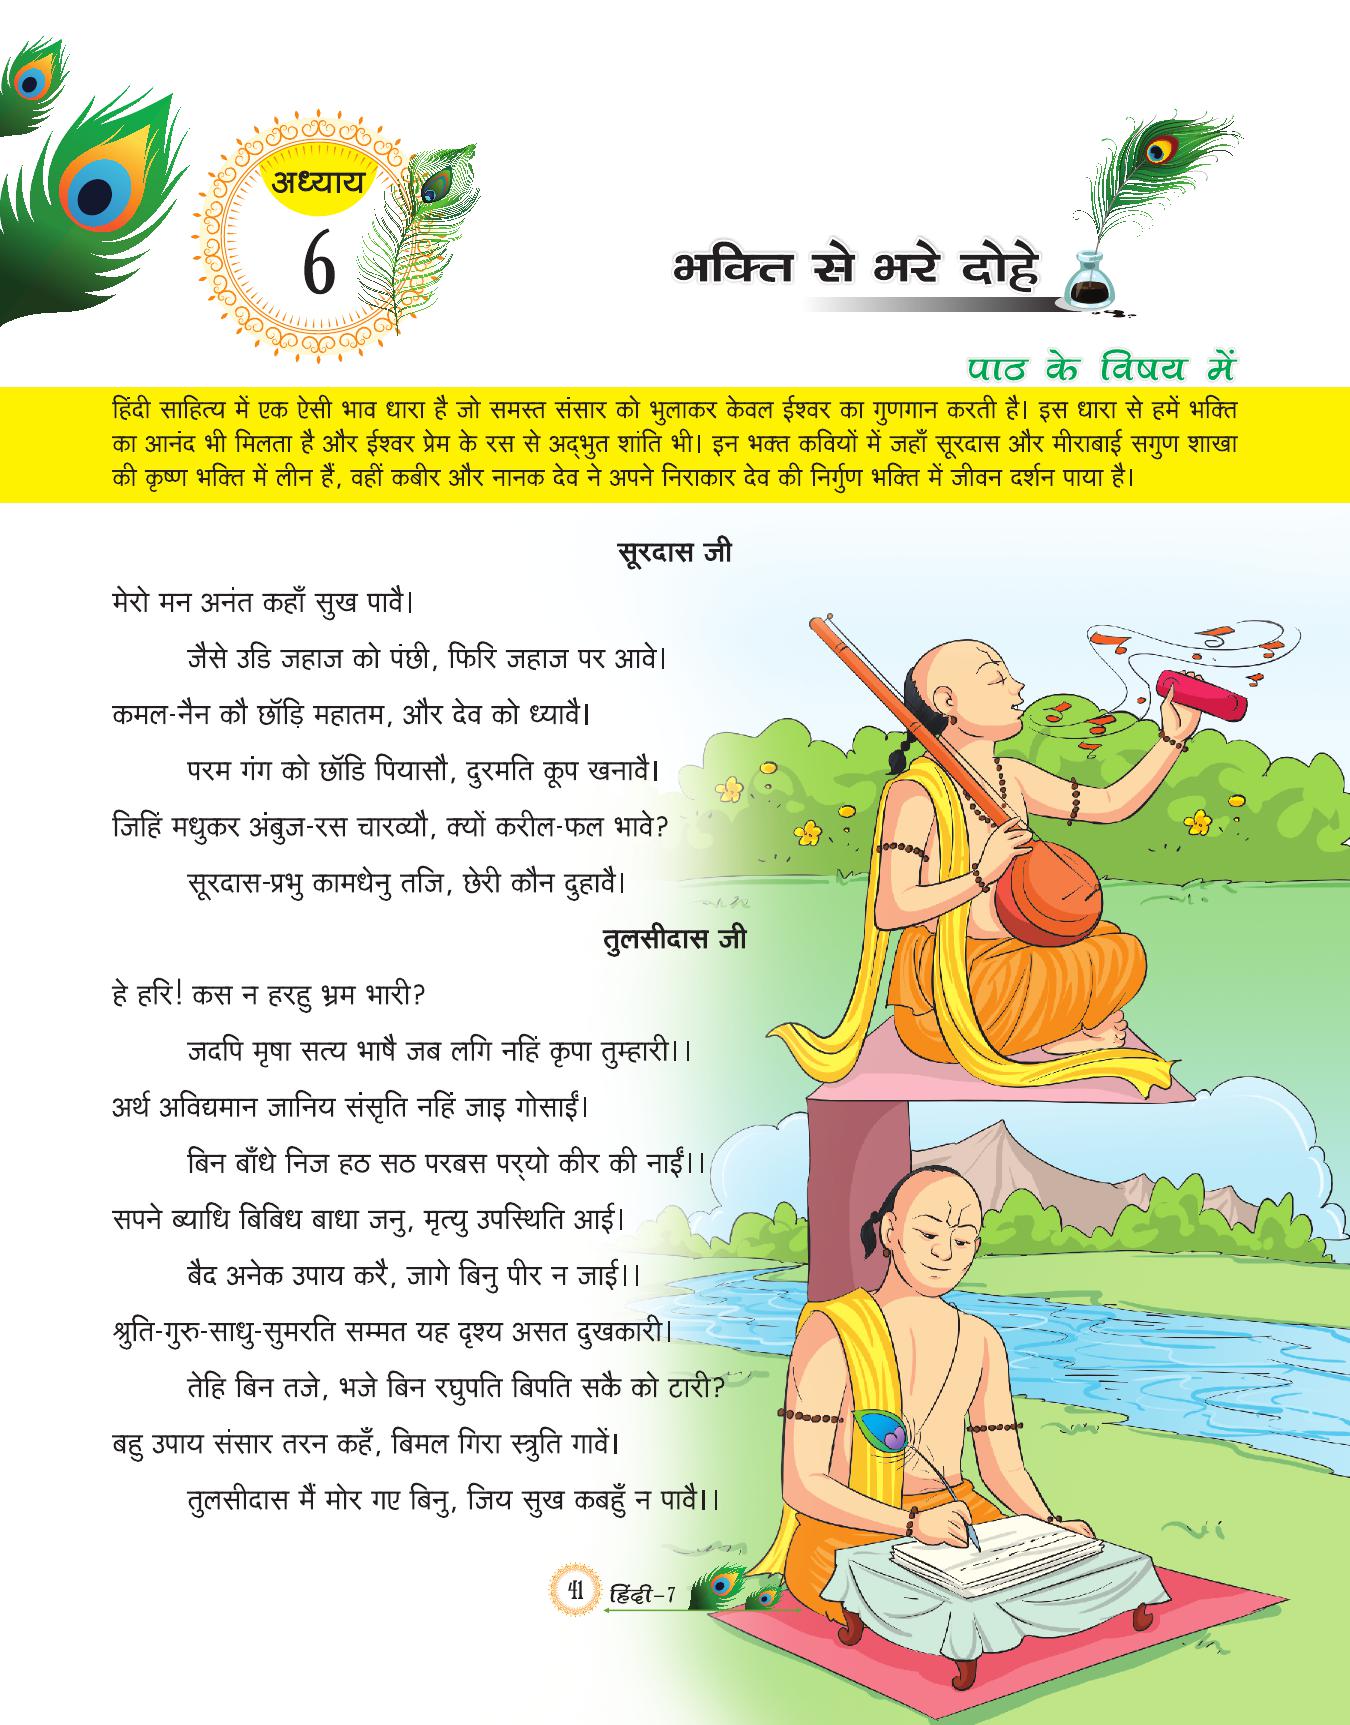 अध्याय
6
भक्ति से भरे दोहे
पाठ के विषय में
हिंदी साहित्य में एक ऐसी भाव धारा है जो समस्त संसार को भुलाकर केवल ईश्वर का गुणगान करती है। इस धारा से हमें भक्ति
का आनंद भी मिलता है और ईश्वर प्रेम के रस से अद्‌भुत शांति भी। इन भक्त कवियों में जहाँ सूरदास और मीराबाई सगुण शाखा
की कृष्ण भक्ति में लीन हैं, वहीं कबीर और नानक देव ने अपने निराकार देव की निर्गुण भक्ति में जीवन दर्शन पाया है।
सूरदास जी
मेरो मन अनंत कहाँ सुख पावै।
जैसे उडि जहाज को पंछी, फिरि जहाज पर आवे।
कमल-नैन कौ छॉड़ि महातम, और देव को ध्यावै।
परम गंग को छॉडि पियासौ, दुरमति कूप खनावै।
जिहिं मधुकर अंबुज-रस चारव्यौ, क्यों करील-फल भावे?
सूरदास-प्रभु कामधेनु तजि, छेरी कौन दुहावै।
तुलसीदास जी
हे हरि! कस न हरहु भ्रम भारी?
जदपि मृषा सत्य भाषै जब लगि नहिं कृपा तुम्हारी।।
अर्थ अविद्यमान जानिय संसृति नहिं जाइ गोसाईं।
बिन बाँधे निज हठ सठ परबस पर्‌यो कीर की नाईं।।
सपने ब्याधि बिबिध बाधा जनु, मृत्यु उपस्थिति आई।
बैद अनेक उपाय करै, जागे बिनु पीर न जाई।।
श्रुति-गुरु-साधु-सुमरति सम्मत यह दृश्य असत दुखकारी।
तेहि बिन तजे, भजे बिन रघुपति बिपति सकै को टारी?
बहु उपाय संसार तरन कहँ, बिमल गिरा स्त्रुति गावें।
तुलसीदास मैं मोर गए बिनु, जिय सुख कबहुँ न पावै।।
41 हिंदी-7